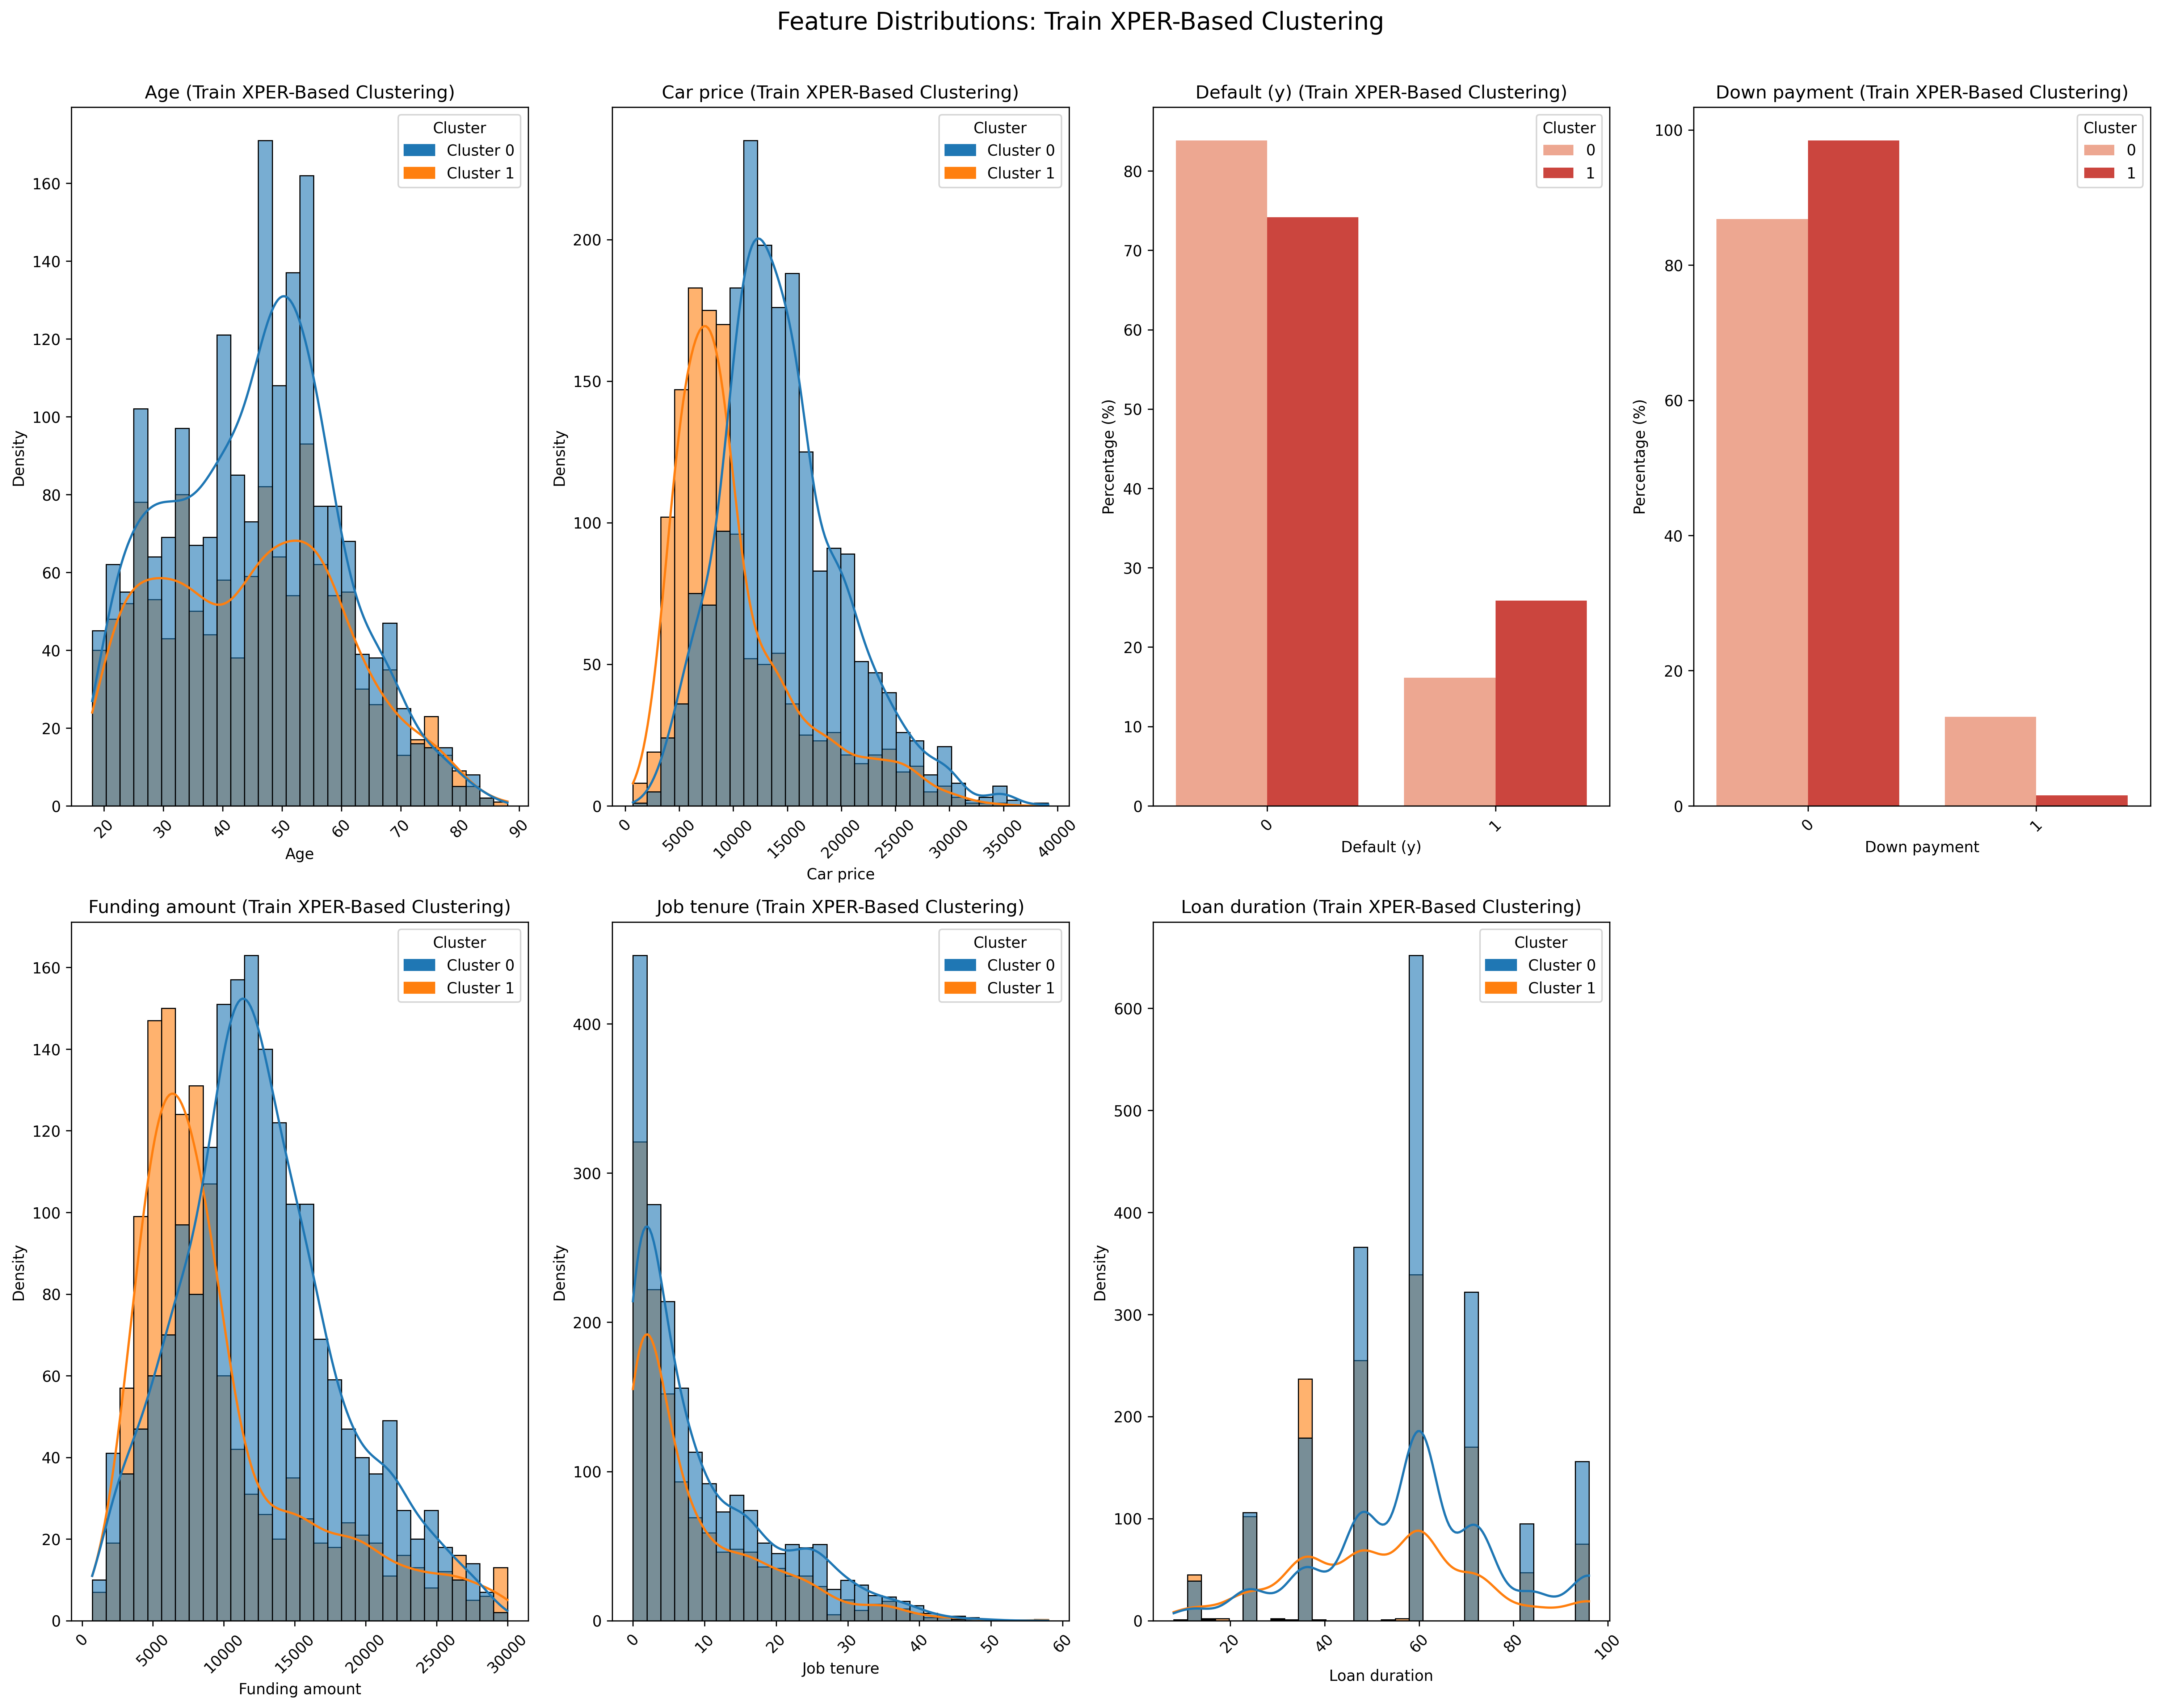 Feature Distributions: Train XPER-Based Clustering
Age (Train XPER-Based Clustering)
Density
160
140
120
100
80
60
40
20
0
Cluster
Cluster 0
Cluster 1
20
30
40
50
60
70
80
90
Age
Car price (Train XPER-Based Clustering)
Density
200
150
100
50
0
Cluster
Cluster 0
Cluster 1
0
5000
10000
15000
20000
25000
30000
35000
40000
Car price
Default (y) (Train XPER-Based Clustering)
Percentage (%)
80
70
60
50
40
30
20
10
0
Cluster
0
1
0
1
Default (y)
Down payment (Train XPER-Based Clustering)
Percentage (%)
100
80
60
40
20
0
Cluster
0
1
0
1
Down payment
Funding amount (Train XPER-Based Clustering)
Density
160
140
120
100
80
60
40
20
0
Cluster
Cluster 0
Cluster 1
0
5000
10000
15000
20000
25000
30000
Funding amount
Job tenure (Train XPER-Based Clustering)
Density
400
300
200
100
0
Cluster
Cluster 0
Cluster 1
0
10
20
30
40
50
60
Job tenure
Loan duration (Train XPER-Based Clustering)
Density
600
500
400
300
200
100
0
Cluster
Cluster 0
Cluster 1
20
40
60
80
100
Loan duration